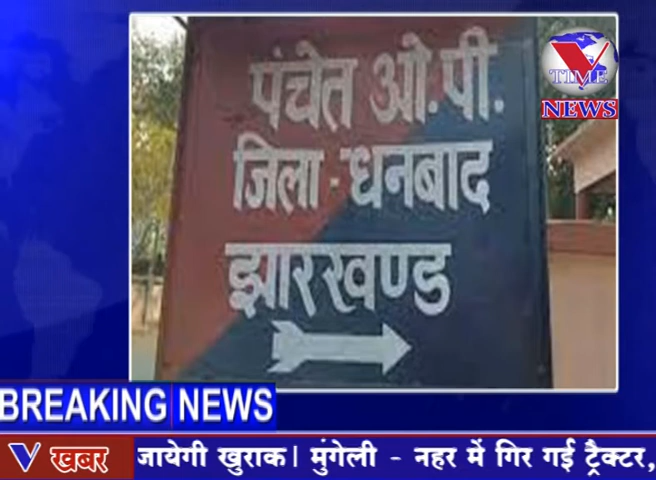 पंचेत ओ.पी.
जिला - धनबाद
झारखण्ड
V
TIME
NEWS
BREAKING NEWS
V खबर
जायेगी खुराक। मुंगेली - नहर में गिर गई ट्रैक्टर,